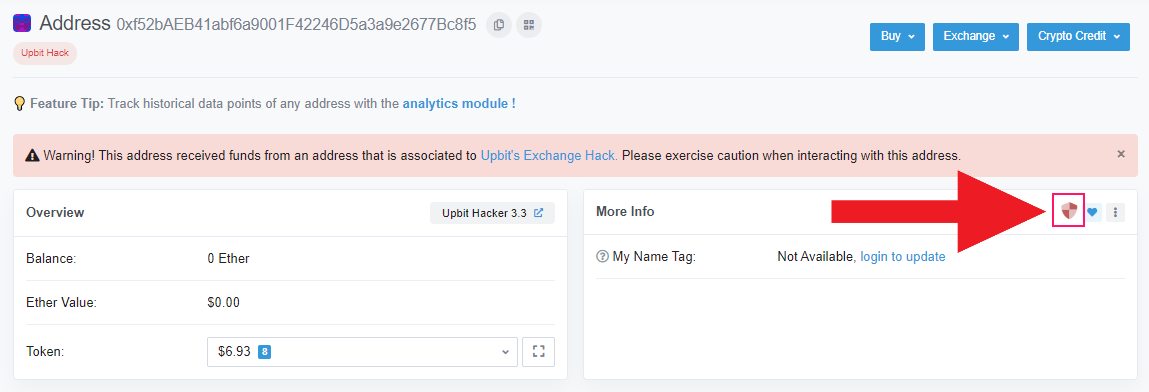 Address 0xf52bAEB41abf6a9001F42246D5a3a9e2677Bc8f5
Buy Exchange Crypto Credit
Upbit Hack
Feature Tip: Track historical data points of any address with the analytics module !
Warning! This address received funds from an address that is associated to Upbit's Exchange Hack. Please exercise caution when interacting with this address. ×
Overview Upbit Hacker 3.3
Balance: 0 Ether
Ether Value: $0.00
Token: $6.93 8
More Info
My Name Tag: Not Available, login to update